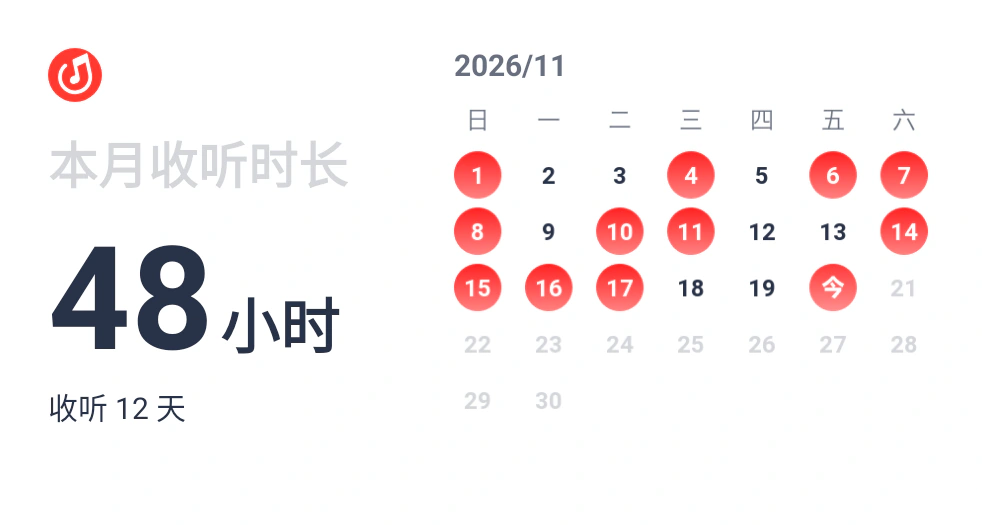 本月收听时长
48 小时
收听 12 天
2026/11
日 一 二 三 四 五 六
1 2 3 4 5 6 7
8 9 10 11 12 13 14
15 16 17 18 19 今 21
22 23 24 25 26 27 28
29 30